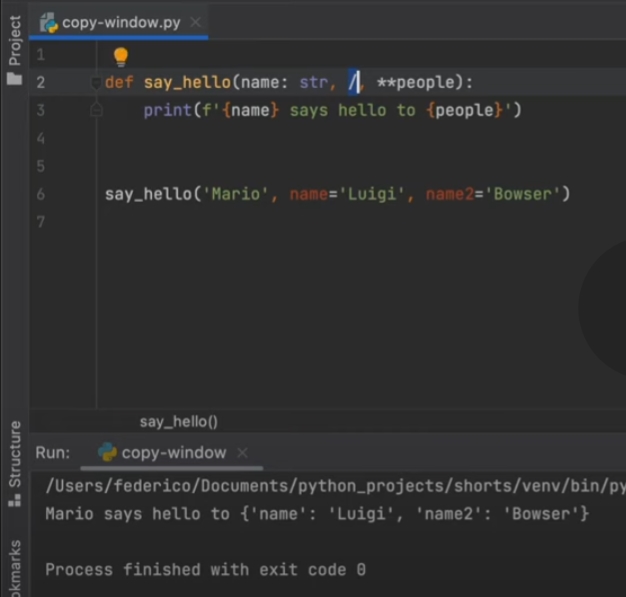 Project
copy-window.py
1
2 def say_hello(name: str, /, **people):
3 print(f'{name} says hello to {people}')
4
5
6 say_hello('Mario', name='Luigi', name2='Bowser')
7
say_hello()
Structure
Run: copy-window
/Users/federico/Documents/python_projects/shorts/venv/bin/py
Mario says hello to {'name': 'Luigi', 'name2': 'Bowser'}
Process finished with exit code 0
okmarks